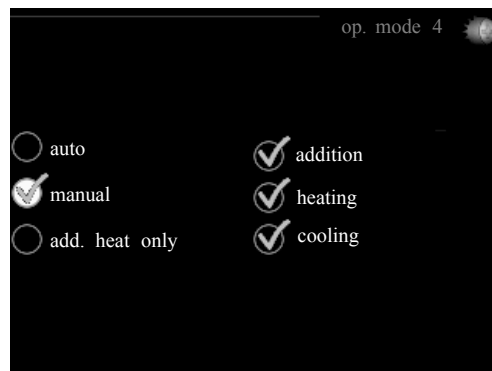 op. mode 4
auto
manual
add. heat only
addition
heating
cooling